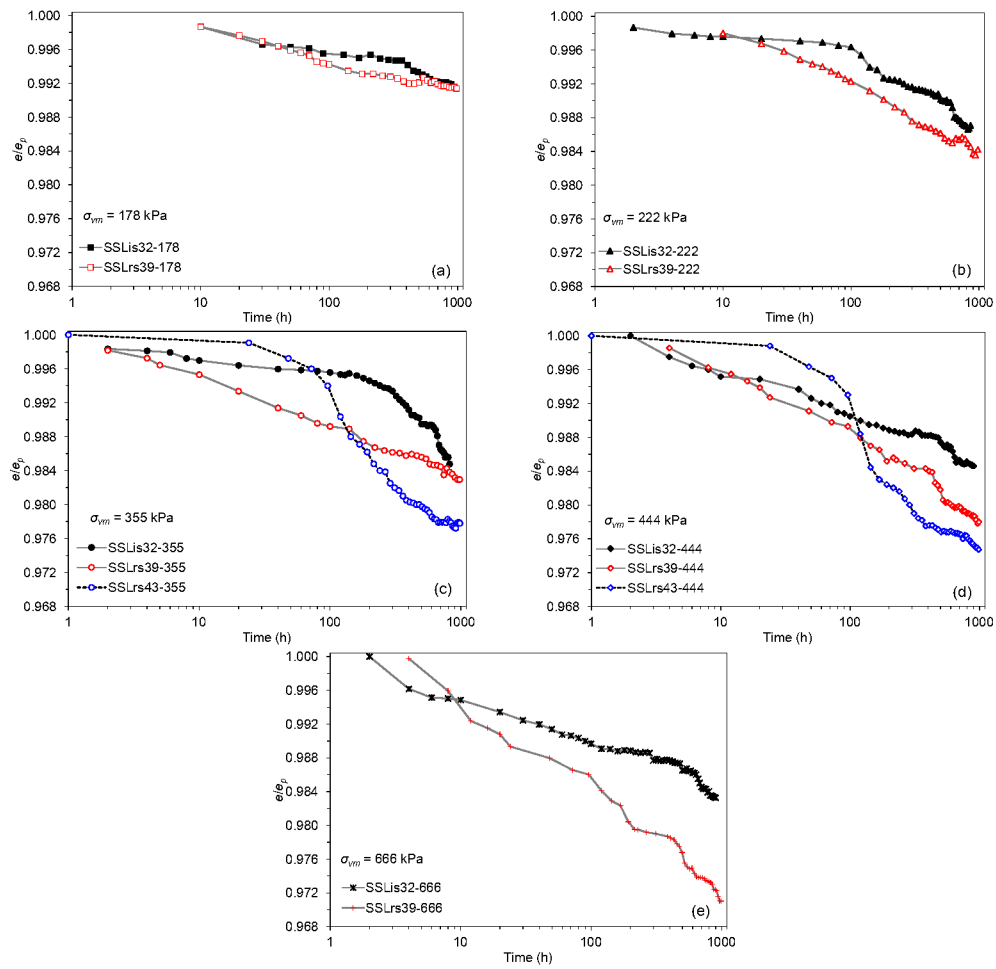 1.000
0.996
0.992
0.988
0.984
0.980
0.976
0.972
0.968
e/eₚ
σᵥₘ = 178 kPa
SSLis32-178
SSLrs39-178
(a)
1
10
100
1000
Time (h)
1.000
0.996
0.992
0.988
0.984
0.980
0.976
0.972
0.968
e/eₚ
σᵥₘ = 222 kPa
SSLis32-222
SSLrs39-222
(b)
1
10
100
1000
Time (h)
1.000
0.996
0.992
0.988
0.984
0.980
0.976
0.972
0.968
e/eₚ
σᵥₘ = 355 kPa
SSLis32-355
SSLrs39-355
SSLrs43-355
(c)
1
10
100
1000
Time (h)
1.000
0.996
0.992
0.988
0.984
0.980
0.976
0.972
0.968
e/eₚ
σᵥₘ = 444 kPa
SSLis32-444
SSLrs39-444
SSLrs43-444
(d)
1
10
100
1000
Time (h)
1.000
0.996
0.992
0.988
0.984
0.980
0.976
0.972
0.968
e/eₚ
σᵥₘ = 666 kPa
SSLis32-666
SSLrs39-666
(e)
1
10
100
1000
Time (h)